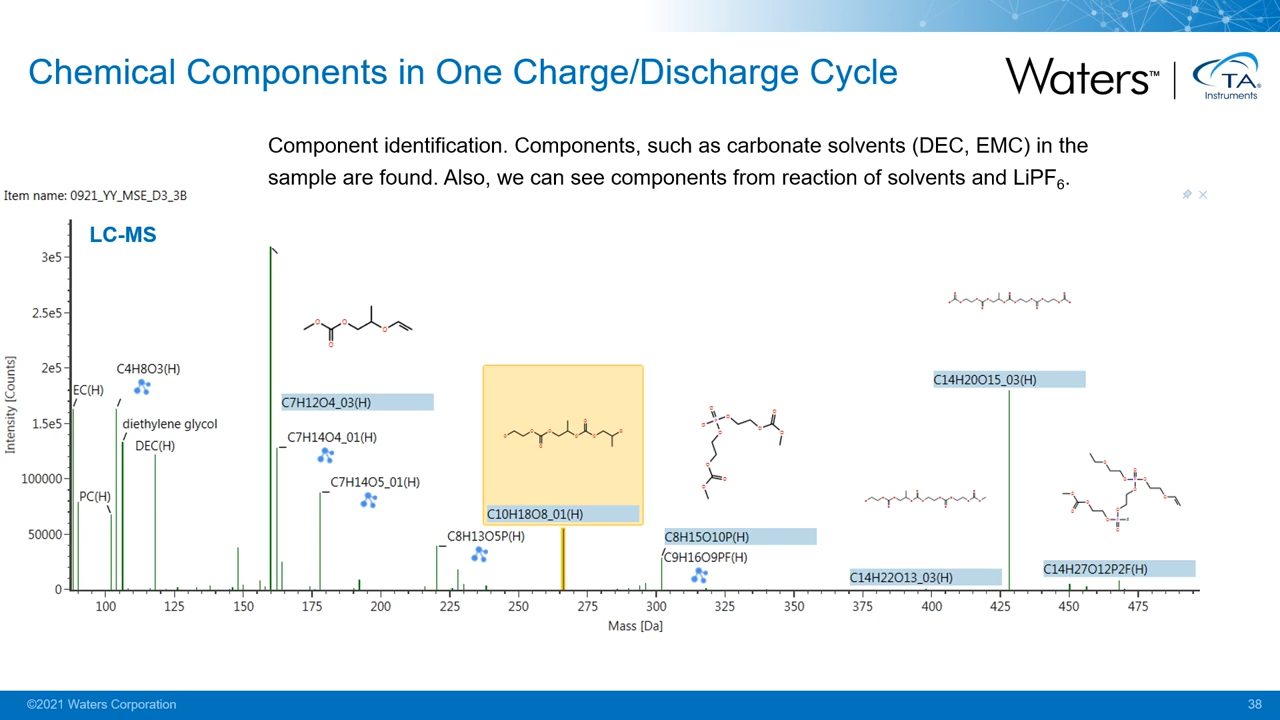 Chemical Components in One Charge/Discharge Cycle
Waters™
TA
Instruments
Component identification. Components, such as carbonate solvents (DEC, EMC) in the
sample are found. Also, we can see components from reaction of solvents and LiPF6.
Item name: 0921_YY_MSE_D3_3B
LC-MS
Intensity [Counts]
3e5
2.5e5
2e5
1.5e5
100000
50000
0
EC(H)
C4H8O3(H)
diethylene glycol
DEC(H)
PC(H)
C7H12O4_03(H)
C7H14O4_01(H)
C7H14O5_01(H)
C8H13O5P(H)
C10H18O8_01(H)
C8H15O10P(H)
C9H16O9PF(H)
C14H22O13_03(H)
C14H20O15_03(H)
C14H27O12P2F(H)
100 125 150 175 200 225 250 275 300 325 350 375 400 425 450 475
Mass [Da]
©2021 Waters Corporation
38